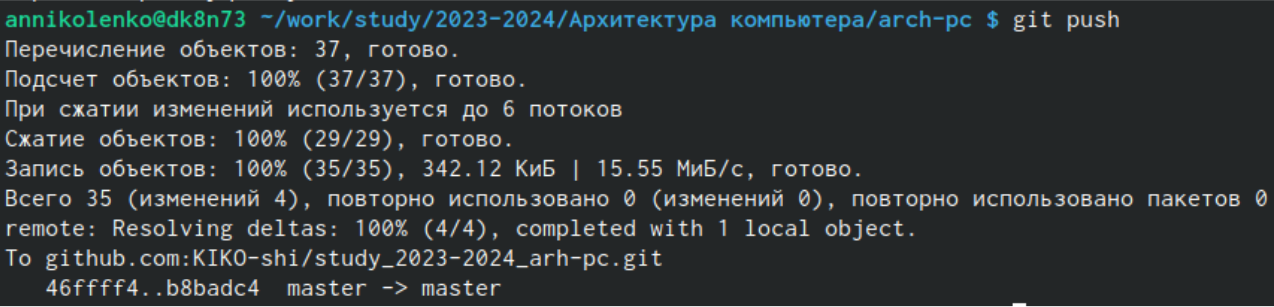 annikolenko@dk8n73 ~/work/study/2023-2024/Архитектура компьютера/arch-pc $ git push
Перечисление объектов: 37, готово.
Подсчет объектов: 100% (37/37), готово.
При сжатии изменений используется до 6 потоков
Сжатие объектов: 100% (29/29), готово.
Запись объектов: 100% (35/35), 342.12 КиБ | 15.55 МиБ/с, готово.
Всего 35 (изменений 4), повторно использовано 0 (изменений 0), повторно использовано пакетов 0
remote: Resolving deltas: 100% (4/4), completed with 1 local object.
To github.com:KIKO-shi/study_2023-2024_arh-pc.git
   46ffff4..b8badc4  master -> master